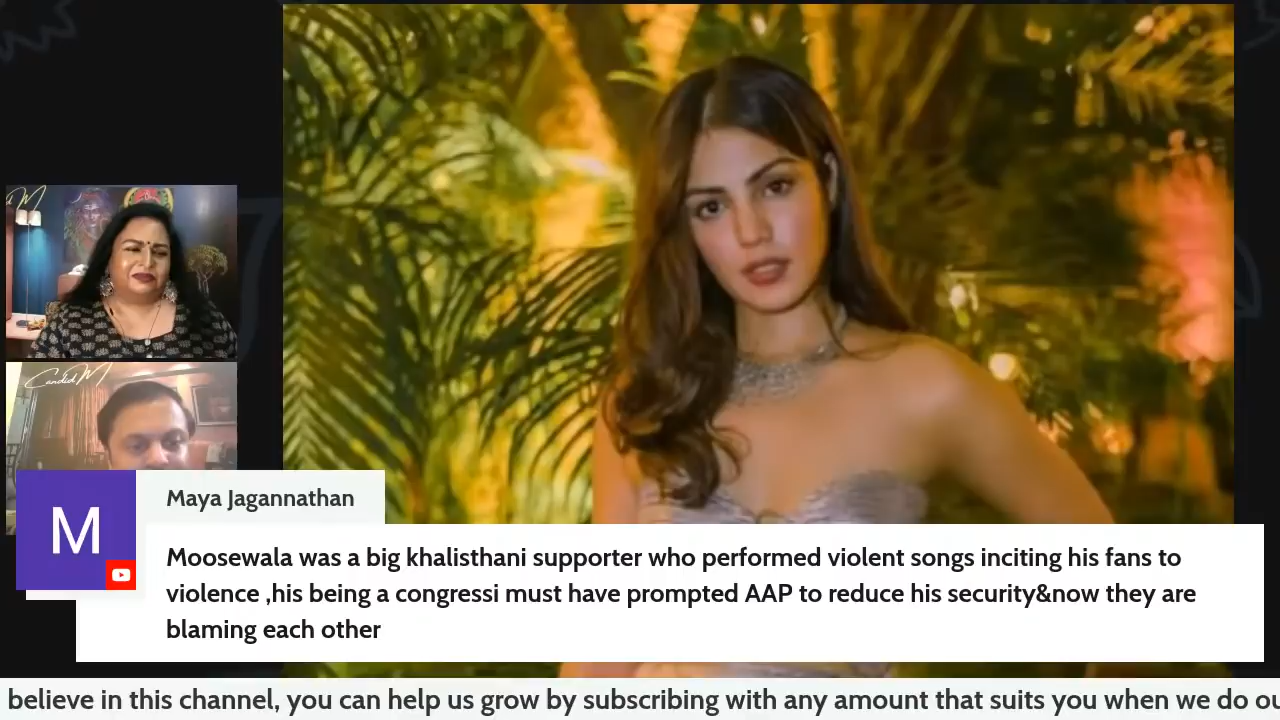 CandidM
Maya Jagannathan
M
Moosewala was a big khalisthani supporter who performed violent songs inciting his fans to
violence ,his being a congressi must have prompted AAP to reduce his security&now they are
blaming each other
believe in this channel, you can help us grow by subscribing with any amount that suits you when we do ou